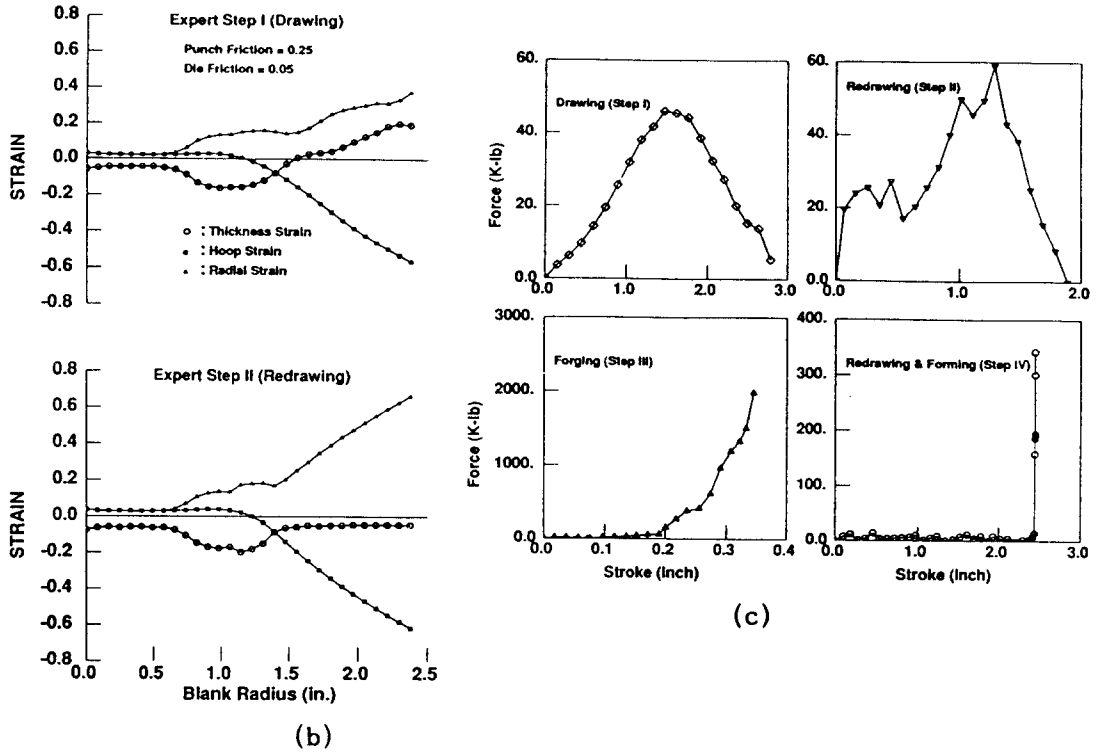 Expert Step I (Drawing)
Punch Friction = 0.25
Die Friction = 0.05
0.8
0.6
0.4
0.2
0.0
-0.2
-0.4
-0.6
-0.8
STRAIN
o : Thickness Strain
• : Hoop Strain
▴ : Radial Strain
Expert Step II (Redrawing)
0.8
0.6
0.4
0.2
0.0
-0.2
-0.4
-0.6
-0.8
STRAIN
0.0 0.5 1.0 1.5 2.0 2.5
Blank Radius (in.)
(b)
Drawing (Step I)
60.
40.
20.
0.0
Force (K-lb)
0.0 1.0 2.0 3.0
Redrawing (Step II)
60.
40.
20.
0.0
1.0 2.0
Forging (Step III)
3000
2000
1000
0.0
Force (K-lb)
0.0 0.1 0.2 0.3 0.4
Stroke (Inch)
Redrawing & Forming (Step IV)
400.
300.
200.
100.
0.0
0.0 1.0 2.0 3.0
Stroke (Inch)
(c)